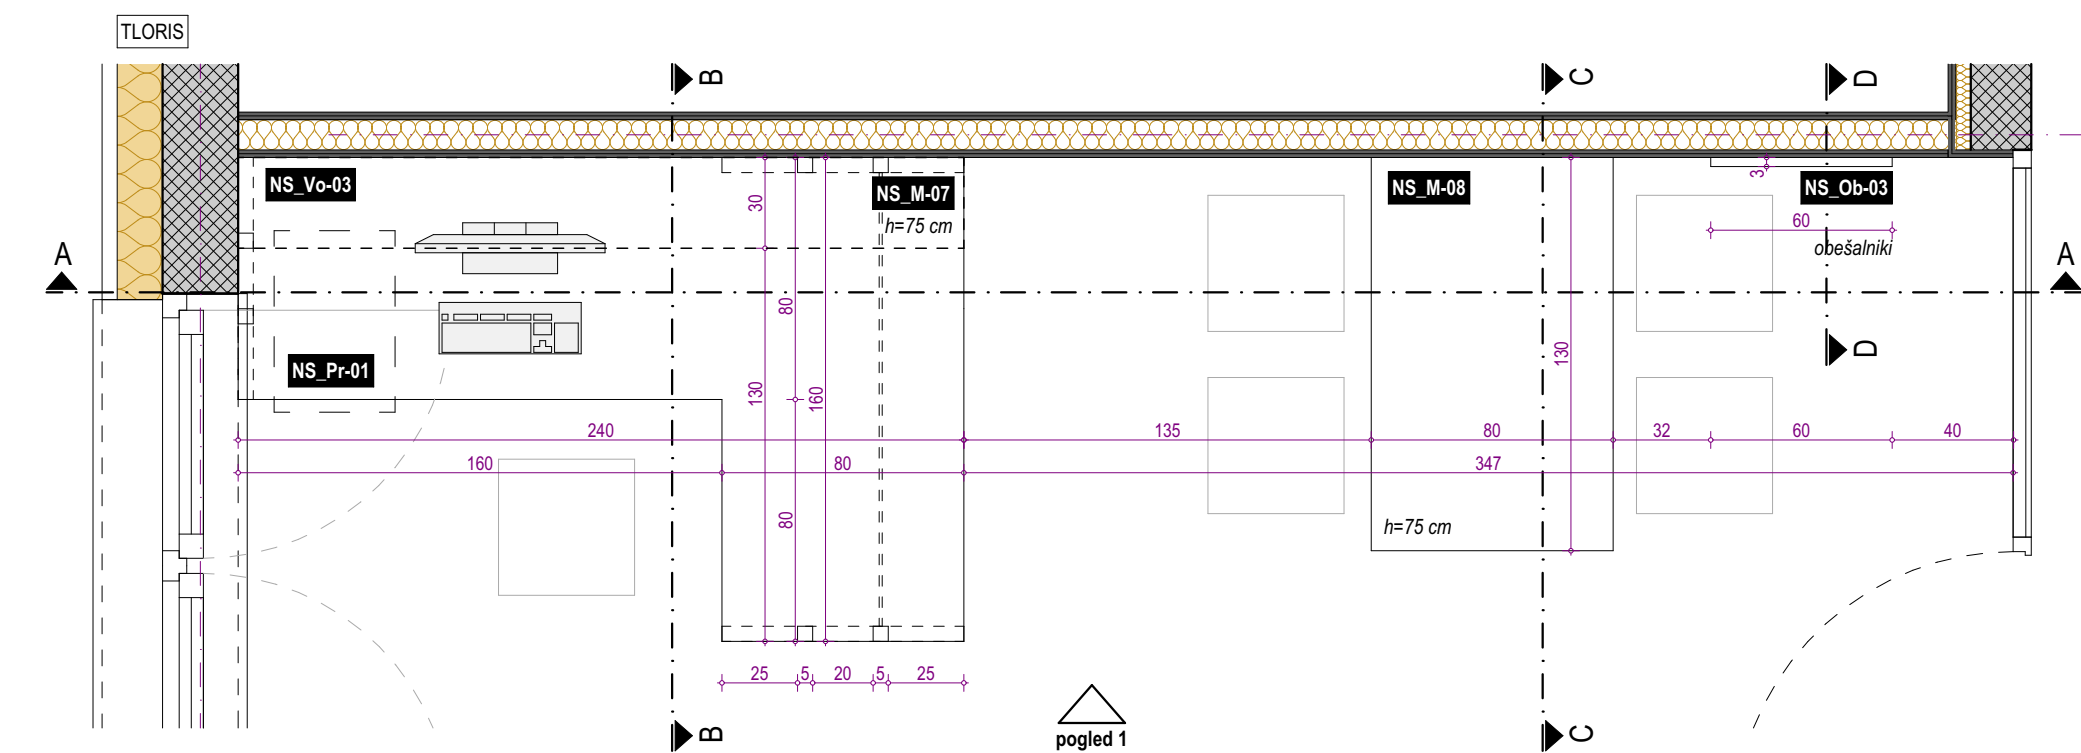 TLORIS
B
C
D
NS_Vo-03
NS_M-07
h=75 cm
NS_M-08
NS_Ob-03
3
30
60
obešalniki
A
A
80
NS_Pr-01
130
160
130
D
240
135
80
32
60
40
160
80
347
80
h=75 cm
25
5
20
5
25
B
pogled 1
C